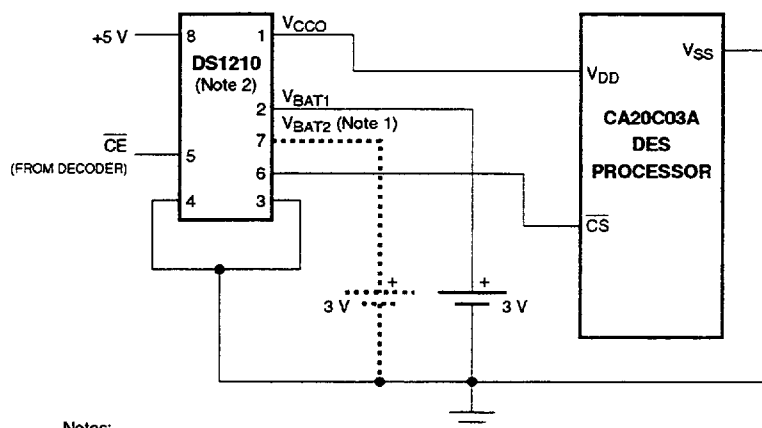 +5 V
8
1
VCCO
DS1210
(Note 2)
2
VBAT1
VBAT2 (Note 1)
7
CE
(FROM DECODER)
5
6
4
3
VSS
VDD
CA20C03A
DES
PROCESSOR
CS
+
3 V
+
3 V
Notes: